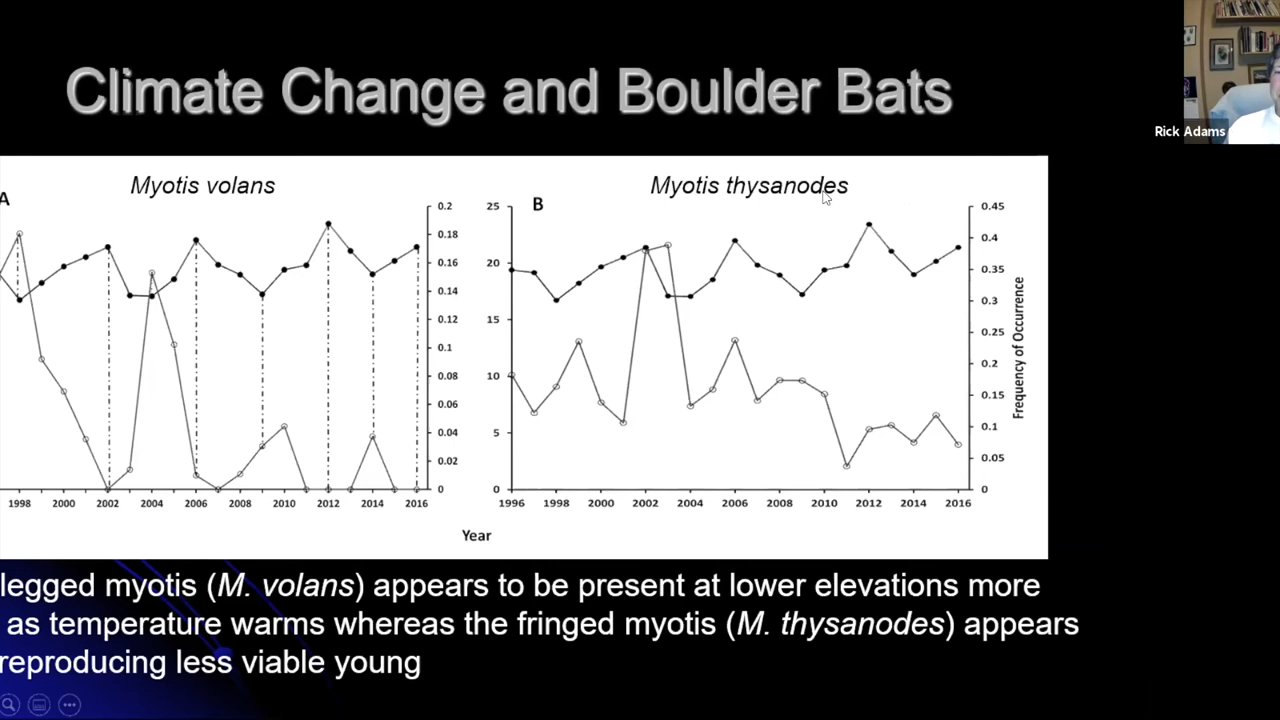 Climate Change and Boulder Bats
Rick Adams
Myotis volans
Myotis thysanodes
A
0.2
0.18
0.16
0.14
0.12
0.1
0.08
0.06
0.04
0.02
0
1998 2000 2002 2004 2006 2008 2010 2012 2014 2016
B
25
20
15
10
5
0
0.45
0.4
0.35
0.3
0.25
0.2
0.15
0.1
0.05
0
Frequency of Occurrence
1996 1998 2000 2002 2004 2006 2008 2010 2012 2014 2016
Year
legged myotis (M. volans) appears to be present at lower elevations more
as temperature warms whereas the fringed myotis (M. thysanodes) appears
reproducing less viable young